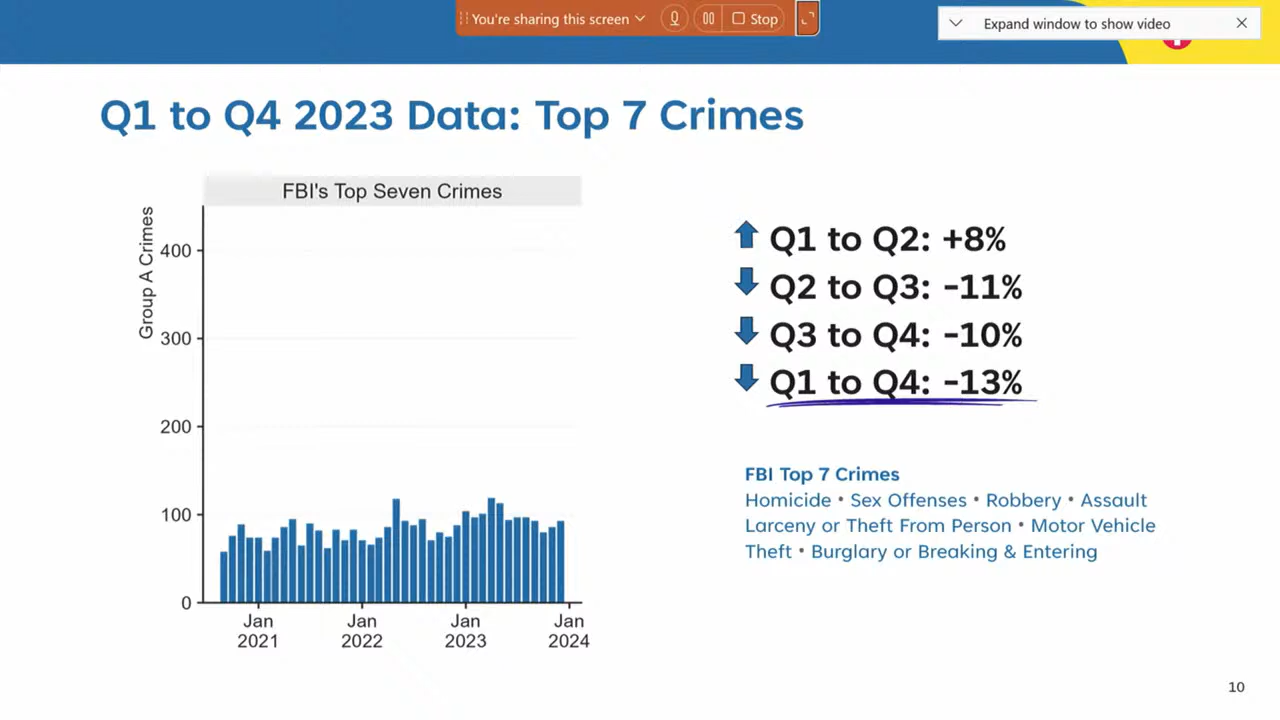 You're sharing this screen
Stop
Expand window to show video
Q1 to Q4 2023 Data: Top 7 Crimes
FBI's Top Seven Crimes
Group A Crimes
400
300
200
100
0
Jan 2021
Jan 2022
Jan 2023
Jan 2024
Q1 to Q2: +8%
Q2 to Q3: -11%
Q3 to Q4: -10%
Q1 to Q4: -13%
FBI Top 7 Crimes
Homicide • Sex Offenses • Robbery • Assault
Larceny or Theft From Person • Motor Vehicle
Theft • Burglary or Breaking & Entering
10